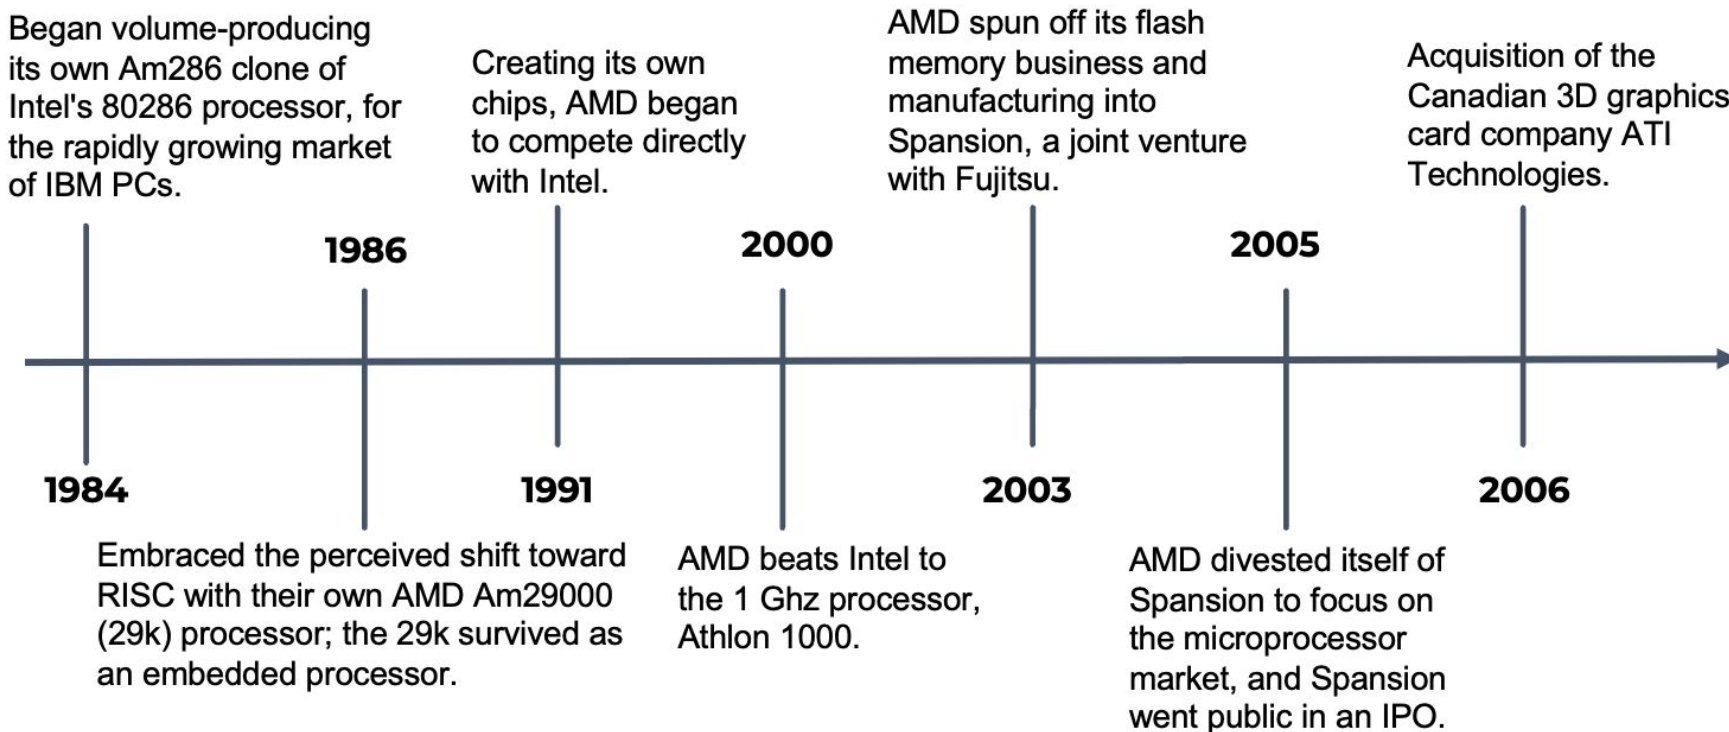 Began volume-producing
its own Am286 clone of
Intel's 80286 processor, for
the rapidly growing market
of IBM PCs.
1984
1986
Embraced the perceived shift toward
RISC with their own AMD Am29000
(29k) processor; the 29k survived as
an embedded processor.
Creating its own
chips, AMD began
to compete directly
with Intel.
1991
2000
AMD beats Intel to
the 1 Ghz processor,
Athlon 1000.
AMD spun off its flash
memory business and
manufacturing into
Spansion, a joint venture
with Fujitsu.
2003
2005
AMD divested itself of
Spansion to focus on
the microprocessor
market, and Spansion
went public in an IPO.
Acquisition of the
Canadian 3D graphics
card company ATI
Technologies.
2006